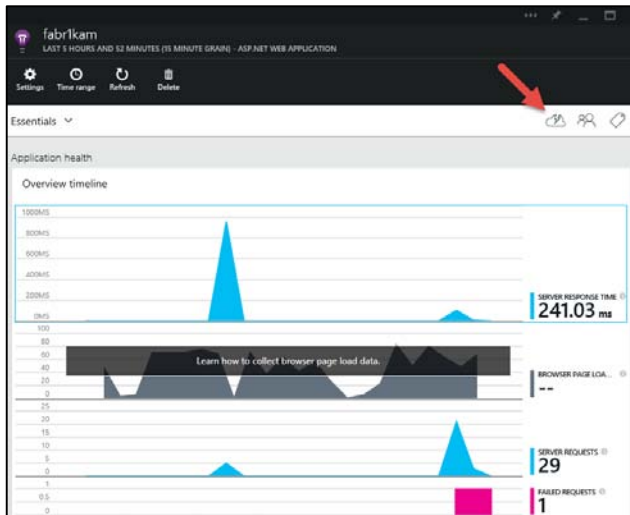 fabr1kam
LAST 5 HOURS AND 52 MINUTES (15 MINUTE GRAIN) - ASP.NET WEB APPLICATION
Settings Time range Refresh Delete
Essentials
Application health
Overview timeline
1000MS
800MS
600MS
400MS
200MS
0MS
SERVER RESPONSE TIME
241.03 ms
100
80
60
40
20
0
Learn how to collect browser page load data.
BROWSER PAGE LOA...
--
25
20
15
10
5
0
SERVER REQUESTS
29
1
0.5
0
FAILED REQUESTS
1